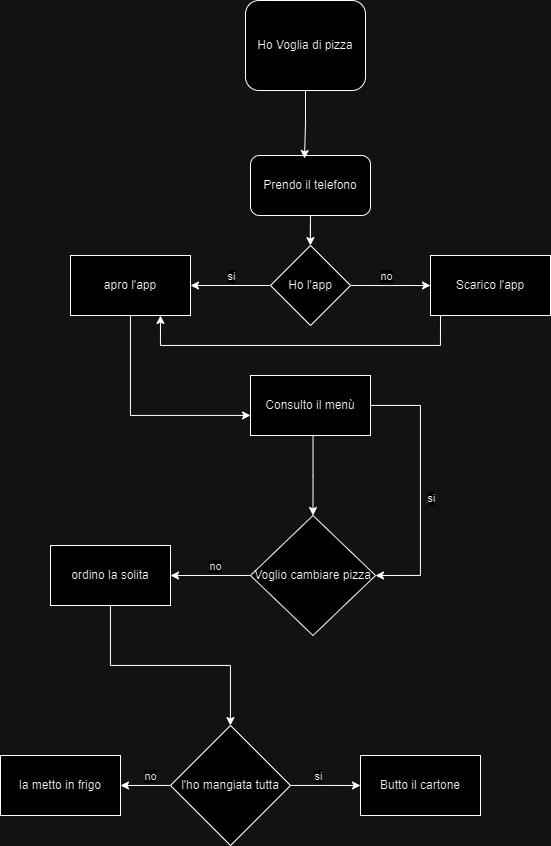 Ho Voglia di pizza
Prendo il telefono
apro l'app
si
Ho l'app
no
Scarico l'app
Consulto il menù
si
ordino la solita
no
Voglio cambiare pizza
la metto in frigo
no
l'ho mangiata tutta
si
Butto il cartone